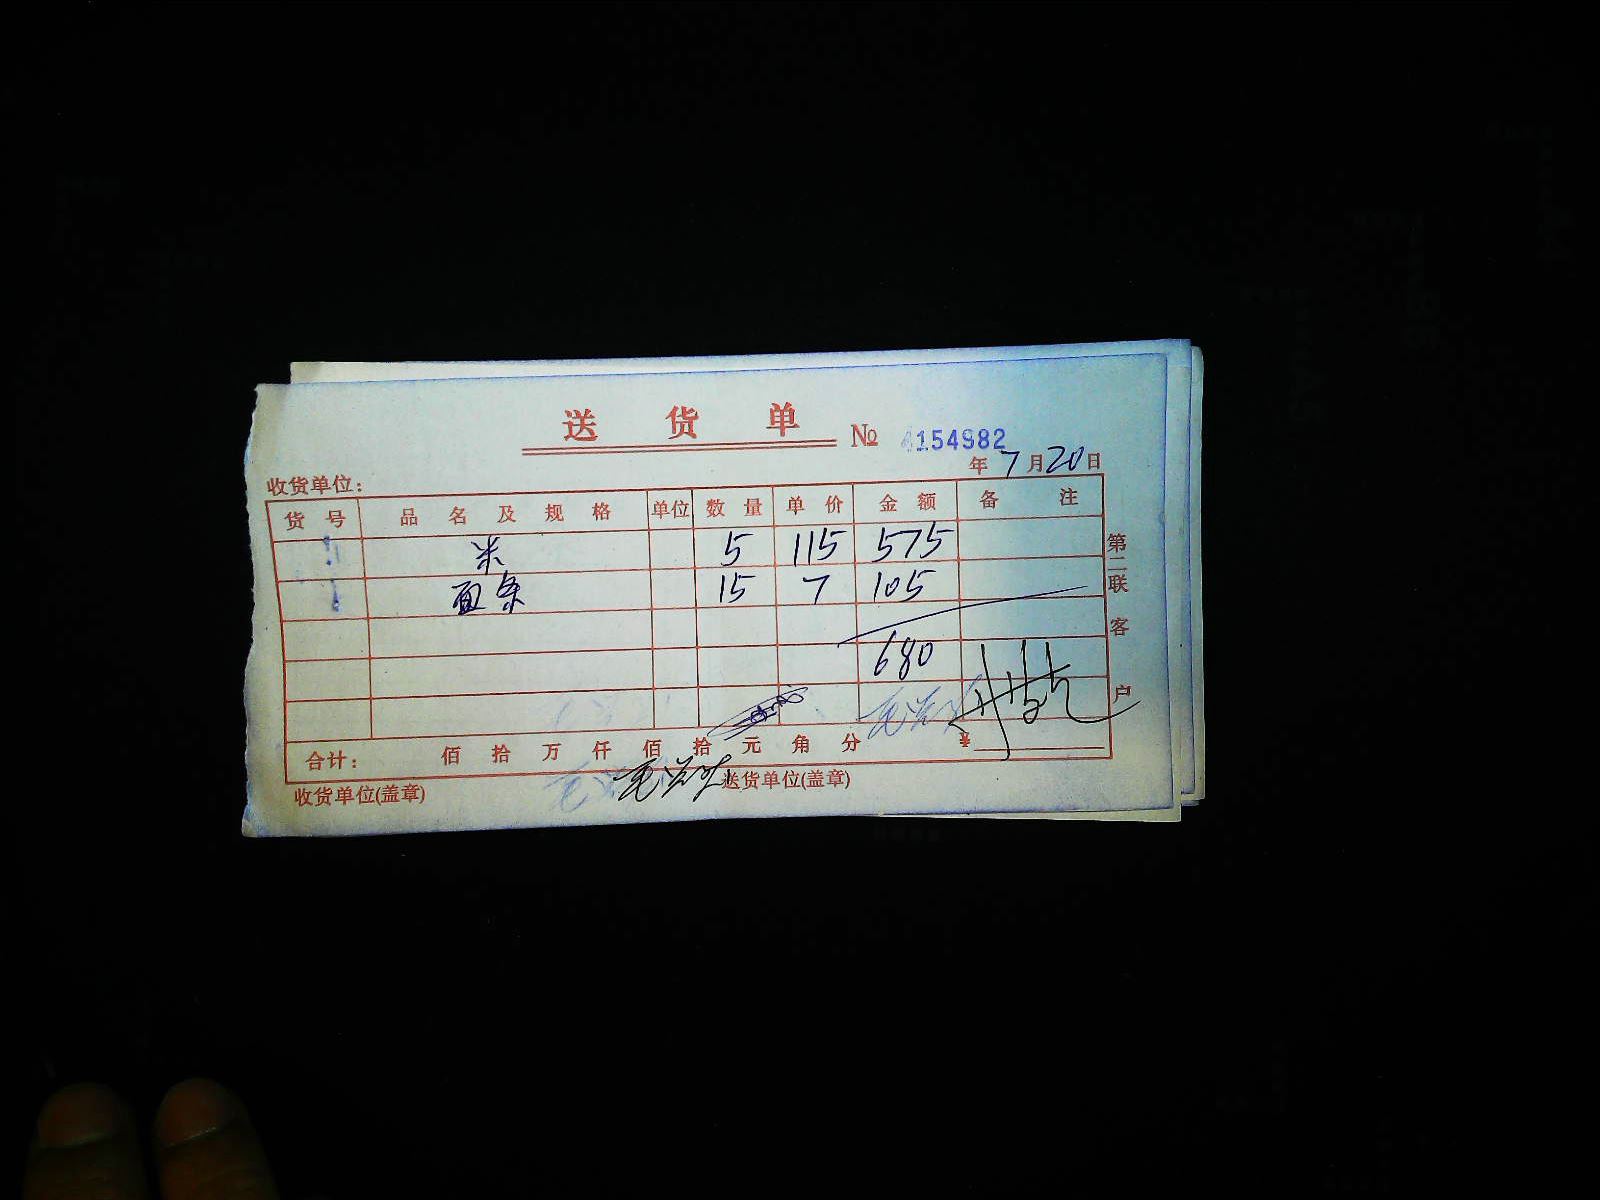 送货单
№ 4154982
年7月20日
收货单位：
货号 品名及规格 单位 数量 单价 金额 备注
米 5 115 575
面条 15 7 105
680
合计： 佰拾万仟佰拾元角分 ¥
收货单位(盖章) 送货单位(盖章)
第二联 客户